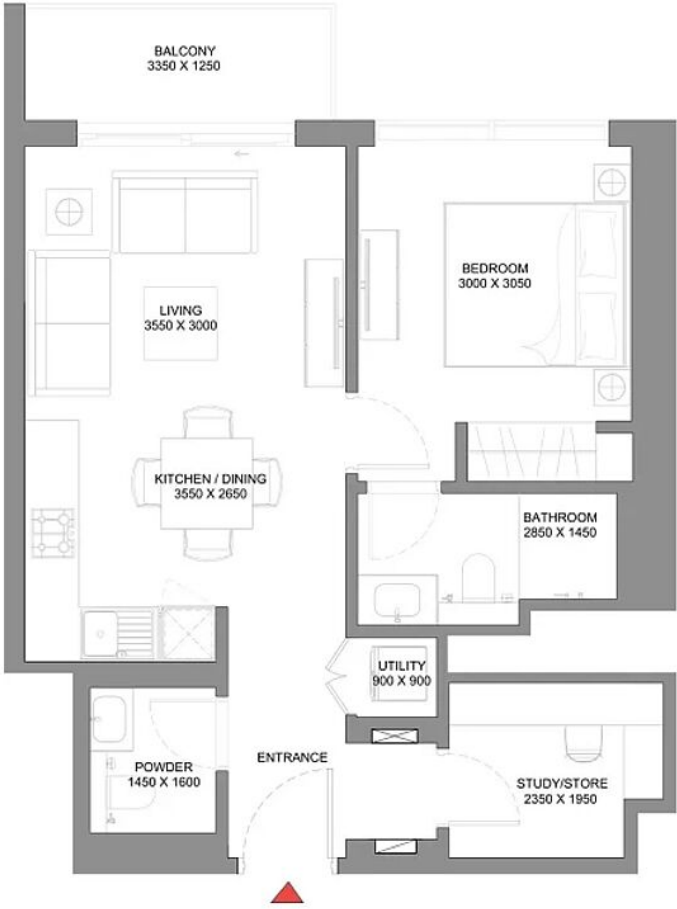 BALCONY
3350 X 1250
BEDROOM
3000 X 3050
LIVING
3550 X 3000
KITCHEN / DINING
3550 X 2650
BATHROOM
2850 X 1450
UTILITY
900 X 900
ENTRANCE
POWDER
1450 X 1600
STUDY/STORE
2350 X 1950